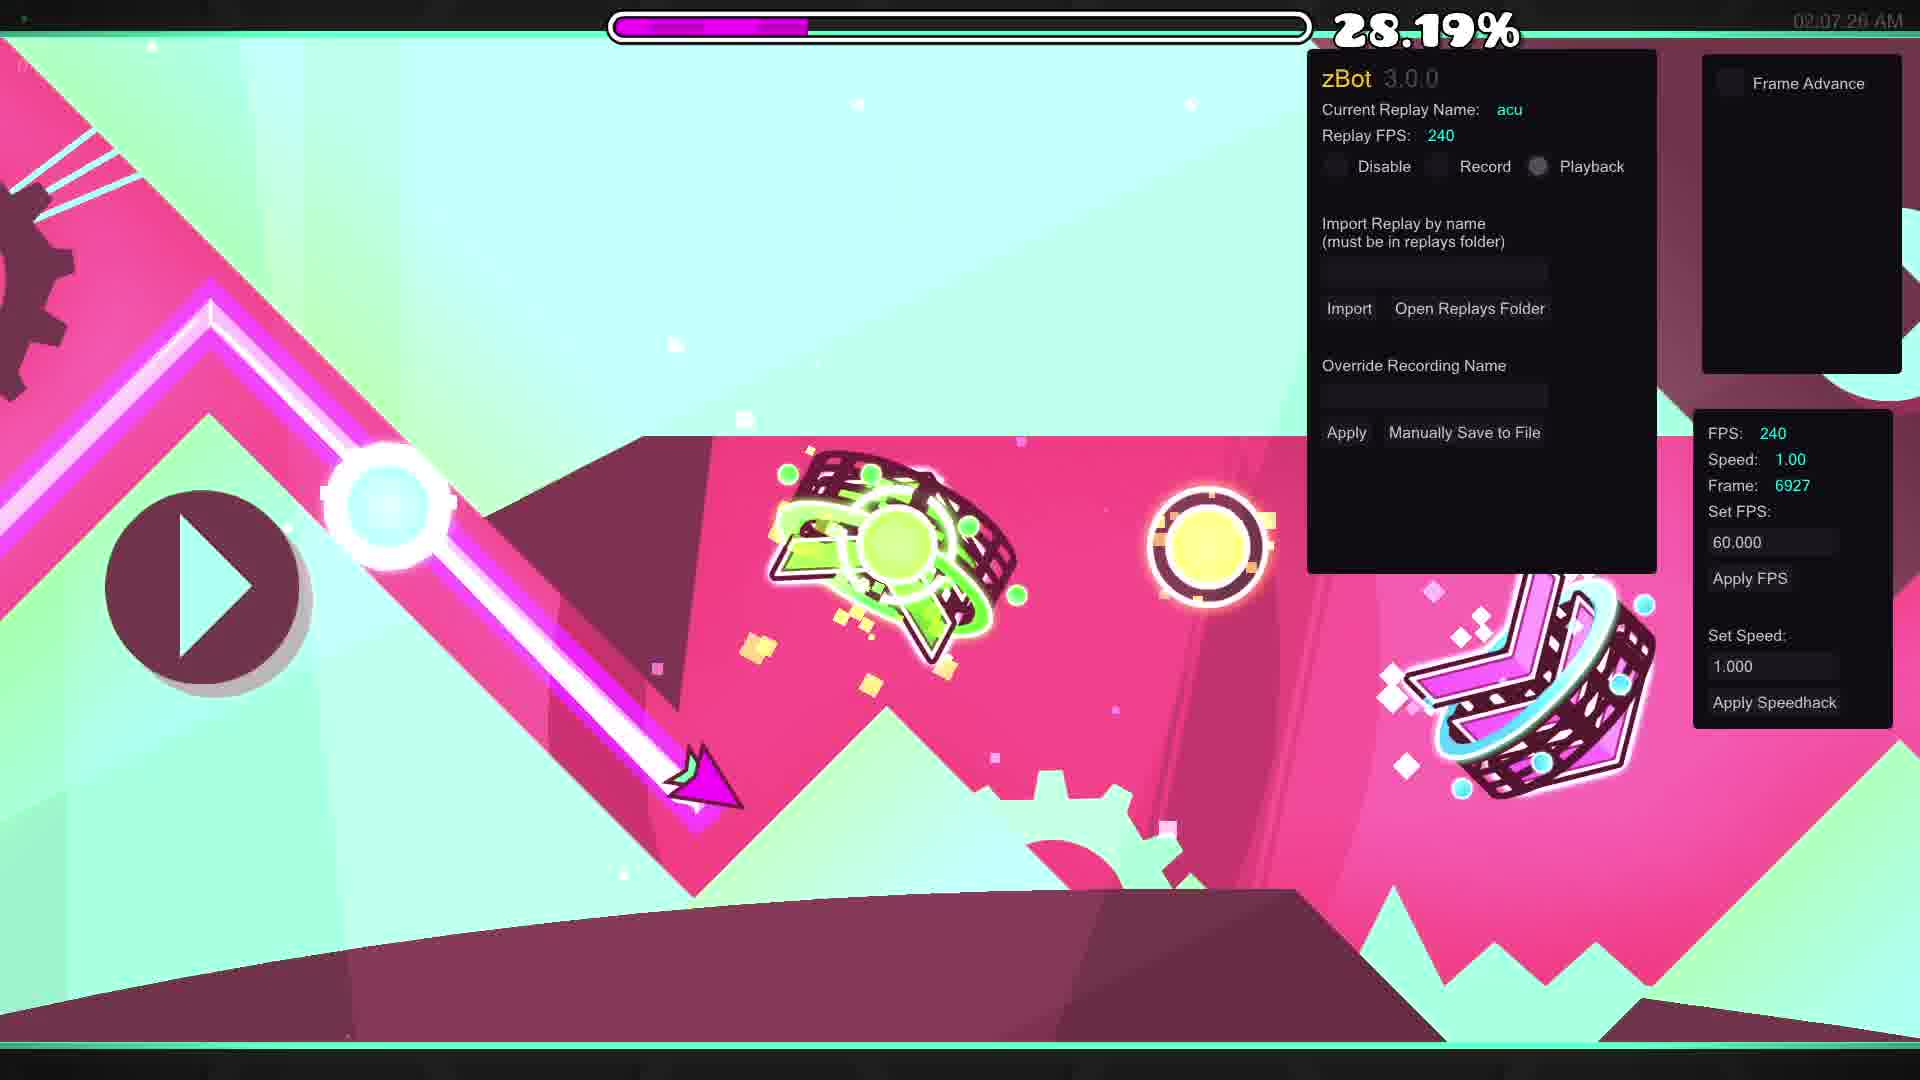 28.19%
02:07:26 AM
zBot 3.0.0
Current Replay Name: acu
Replay FPS: 240
Disable Record Playback
Import Replay by name
(must be in replays folder)
Import Open Replays Folder
Override Recording Name
Apply Manually Save to File
Frame Advance
FPS: 240
Speed: 1.00
Frame: 6927
Set FPS:
60.000
Apply FPS
Set Speed:
1.000
Apply Speedhack